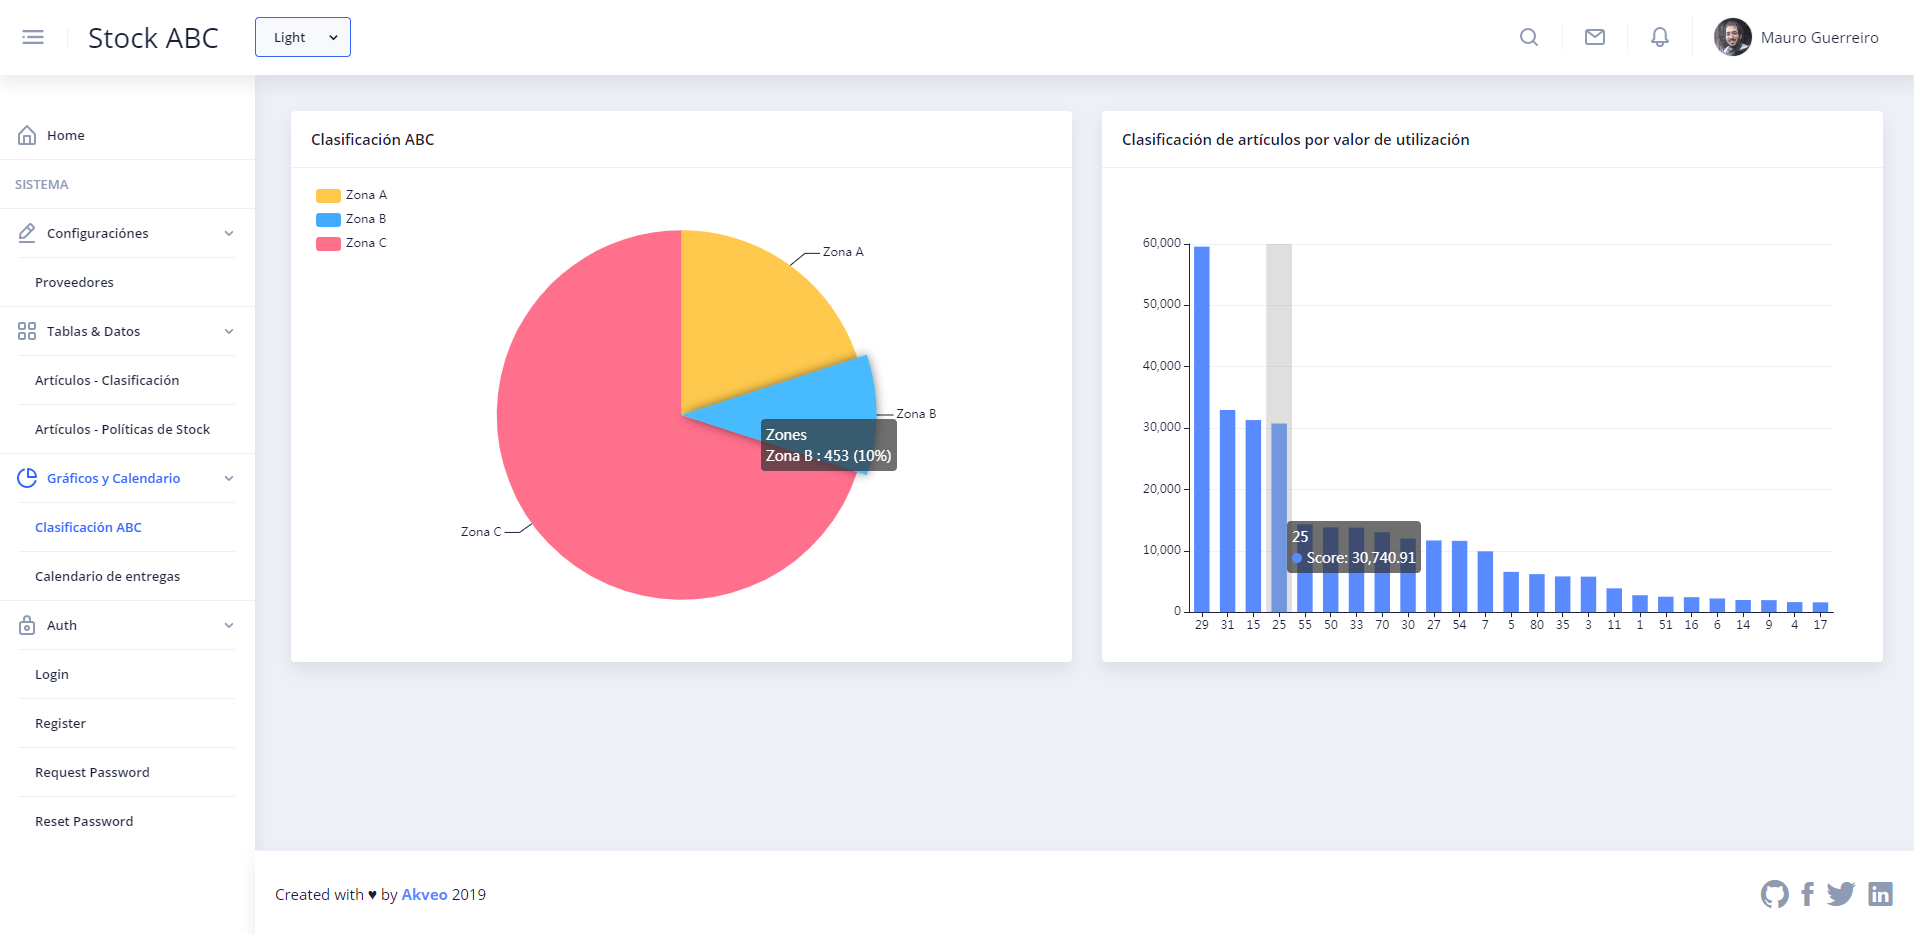 Stock ABC
Light
Mauro Guerreiro
Home
SISTEMA
Configuraciónes
Proveedores
Tablas & Datos
Artículos - Clasificación
Artículos - Políticas de Stock
Gráficos y Calendario
Clasificación ABC
Calendario de entregas
Auth
Login
Register
Request Password
Reset Password
Clasificación ABC
Zona A
Zona B
Zona C
Zona A
Zona B
Zones
Zona B : 453 (10%)
Zona C
Clasificación de artículos por valor de utilización
60,000
50,000
40,000
30,000
20,000
10,000
0
25
Score: 30,740.91
29 31 15 25 55 50 33 70 30 27 54 7 5 80 35 3 11 1 51 16 6 14 9 4 17
Created with ♥ by Akveo 2019